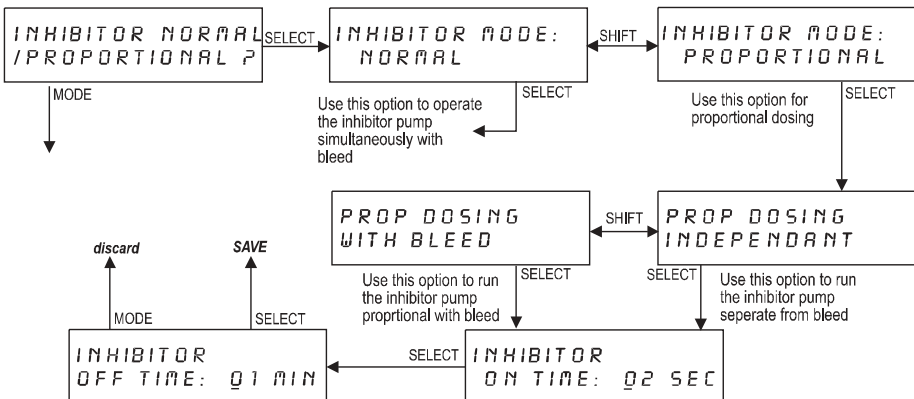 INHIBITOR NORMAL
/PROPORTIONAL ?
SELECT
INHIBITOR MODE:
NORMAL
SHIFT
INHIBITOR MODE:
PROPORTIONAL
MODE
Use this option to operate
the inhibitor pump
simultaneously with
bleed
SELECT
Use this option for
proportional dosing
SELECT
PROP DOSING
WITH BLEED
SHIFT
PROP DOSING
INDEPENDANT
discard
SAVE
Use this option to run
the inhibitor pump
proprtional with bleed
SELECT
SELECT
Use this option to run
the inhibitor pump
seperate from bleed
MODE
SELECT
INHIBITOR
OFF TIME: 01 MIN
SELECT
INHIBITOR
ON TIME: 02 SEC